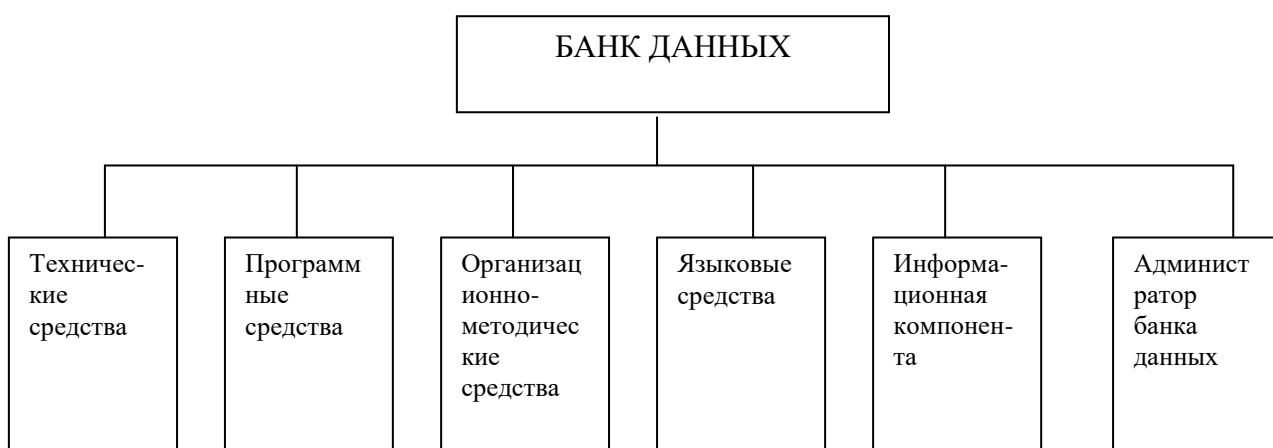 БАНК ДАННЫХ
Техничес-
кие
средства
Программ
ные
средства
Организац
ионно-
методичес
кие
средства
Языковые
средства
Информа-
ционная
компонен-
та
Админист
ратор
банка
данных